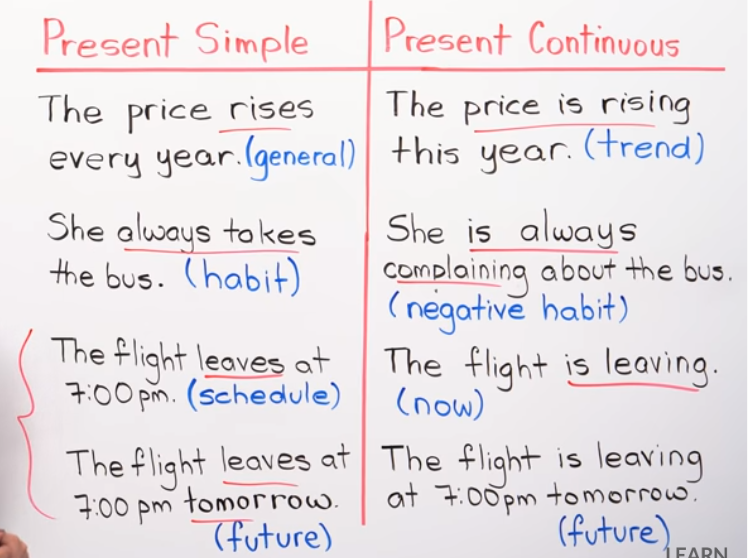 Present Simple
The price rises
every year. (general)
She always takes
the bus. (habit)
The flight leaves at
7:00 pm. (schedule)
The flight leaves at
7:00 pm tomorrow.
(future)
Present Continuous
The price is rising
this year. (trend)
She is always
complaining about the bus.
(negative habit)
The flight is leaving.
(now)
The flight is leaving
at 7:00pm tomorrow.
(future)
LEARN